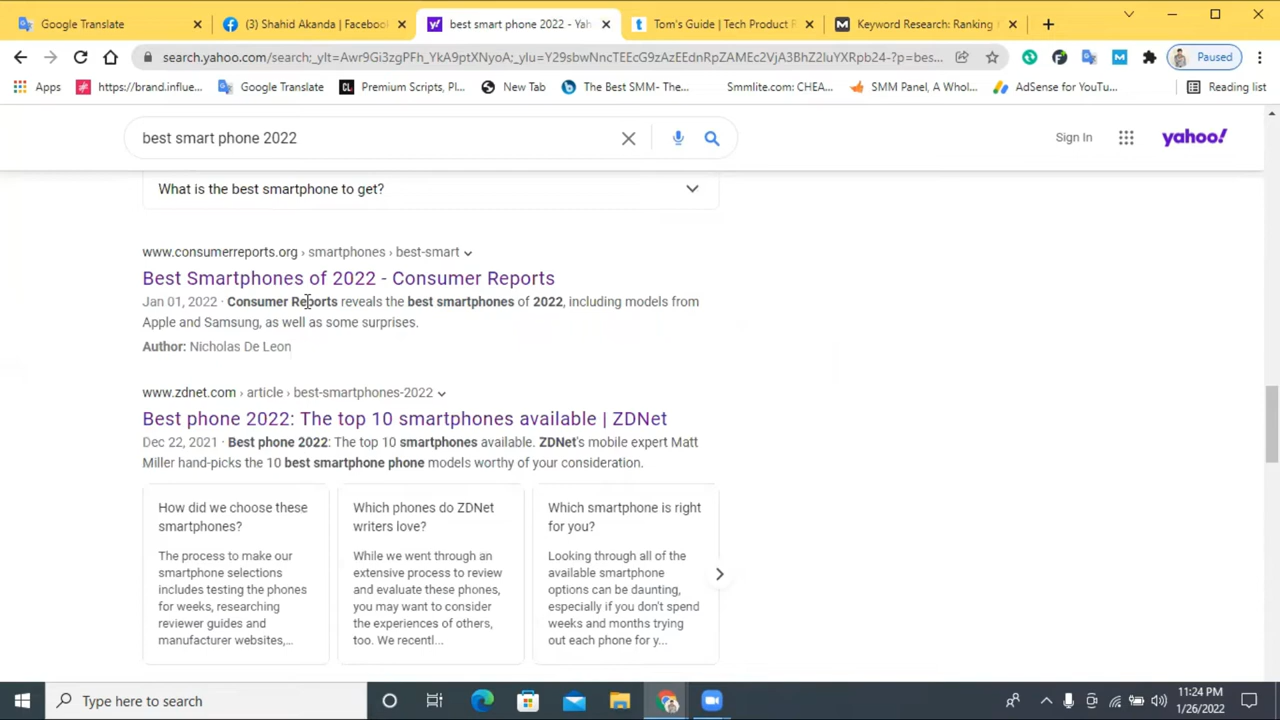 Google Translate
(3) Shahid Akanda | Facebook
best smart phone 2022 - Yah
Tom's Guide | Tech Product R
Keyword Research: Ranking
search.yahoo.com/search;_ylt=Awr9Gi3zgPFh_YkA9ptXNyoA;_ylu=Y29sbwNncTEEcG9zAzEEdnRpZAMEc2VjA3BhZ2luYXRpb24-?p=bes...
Paused
Apps
https://brand.influe...
Google Translate
Premium Scripts, Pl...
New Tab
The Best SMM- The...
Smmlite.com: CHEA...
SMM Panel, A Whol...
AdSense for YouTu...
Reading list
best smart phone 2022
Sign In
yahoo!
What is the best smartphone to get?
www.consumerreports.org › smartphones › best-smart
Best Smartphones of 2022 - Consumer Reports
Jan 01, 2022 · Consumer Reports reveals the best smartphones of 2022, including models from
Apple and Samsung, as well as some surprises.
Author: Nicholas De Leon
www.zdnet.com › article › best-smartphones-2022
Best phone 2022: The top 10 smartphones available | ZDNet
Dec 22, 2021 · Best phone 2022: The top 10 smartphones available. ZDNet's mobile expert Matt
Miller hand-picks the 10 best smartphone phone models worthy of your consideration.
How did we choose these
smartphones?
The process to make our
smartphone selections
includes testing the phones
for weeks, researching
reviewer guides and
manufacturer websites,...
Which phones do ZDNet
writers love?
While we went through an
extensive process to review
and evaluate these phones,
you may want to consider
the experiences of others,
too. We recentl...
Which smartphone is right
for you?
Looking through all of the
available smartphone
options can be daunting,
especially if you don't spend
weeks and months trying
out each phone for y...
Type here to search
11:24 PM
1/26/2022